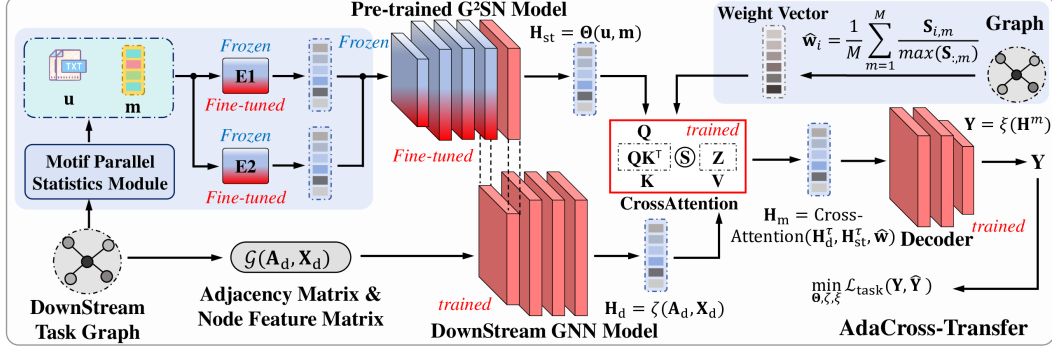 Pre-trained G²SN Model
Weight Vector
Graph
ŵ_i = 1/M ∑_{m=1}^{M} S_{i,m} / max(S_{:,m})
TXT
u
m
Frozen
E1
Fine-tuned
Frozen
E2
Fine-tuned
Frozen
Fine-tuned
H_st = Θ(u, m)
Motif Parallel
Statistics Module
Q
trained
QK^T
S
Z
K
V
CrossAttention
H_m = Cross-
Attention(H_d^τ, H_st^τ, ŵ)
Y = ξ(H^m)
Y
Decoder
trained
DownStream
Task Graph
𝒢(A_d, X_d)
Adjacency Matrix &
Node Feature Matrix
trained
DownStream GNN Model
H_d = ζ(A_d, X_d)
min_{Θ,ζ,ξ} ℒ_task(Y, Ŷ)
AdaCross-Transfer